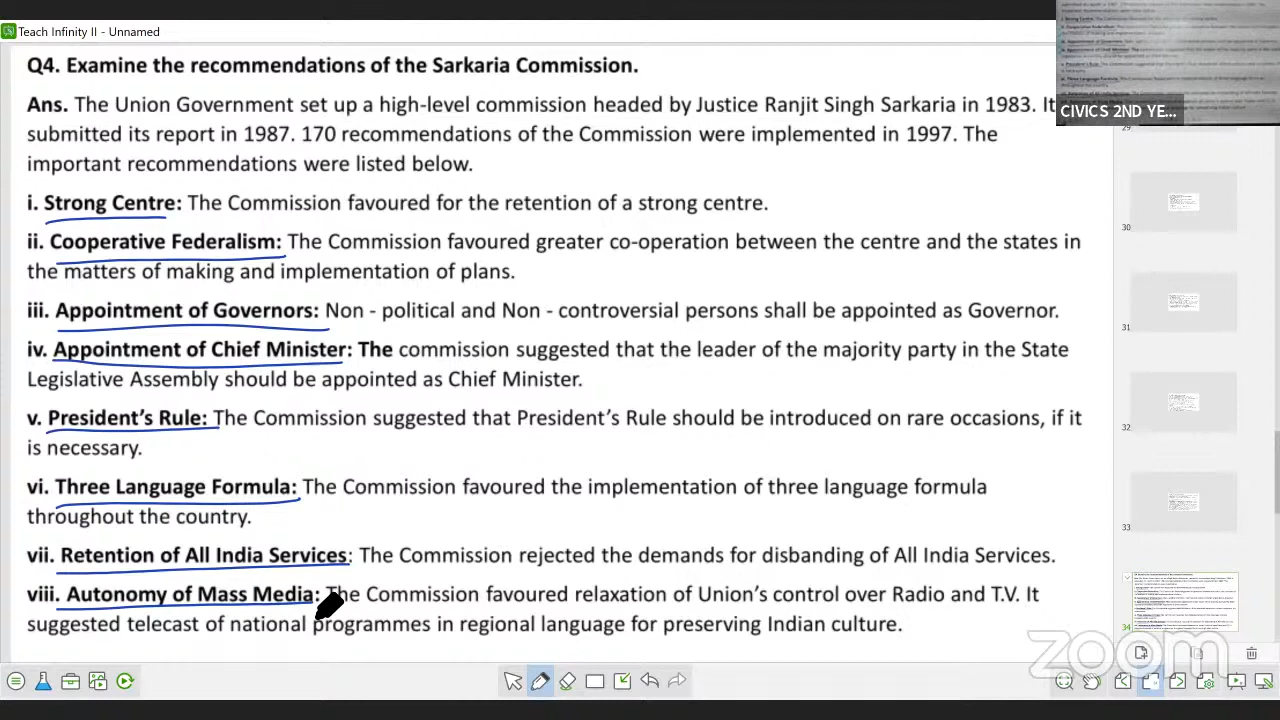 Teach Infinity II - Unnamed
Q4. Examine the recommendations of the Sarkaria Commission.
Ans. The Union Government set up a high-level commission headed by Justice Ranjit Singh Sarkaria in 1983. It
submitted its report in 1987. 170 recommendations of the Commission were implemented in 1997. The
important recommendations were listed below.
i. Strong Centre: The Commission favoured for the retention of a strong centre.
ii. Cooperative Federalism: The Commission favoured greater co-operation between the centre and the states in
the matters of making and implementation of plans.
iii. Appointment of Governors: Non - political and Non - controversial persons shall be appointed as Governor.
iv. Appointment of Chief Minister: The commission suggested that the leader of the majority party in the State
Legislative Assembly should be appointed as Chief Minister.
v. President's Rule: The Commission suggested that President's Rule should be introduced on rare occasions, if it
is necessary.
vi. Three Language Formula: The Commission favoured the implementation of three language formula
throughout the country.
vii. Retention of All India Services: The Commission rejected the demands for disbanding of All India Services.
viii. Autonomy of Mass Media: The Commission favoured relaxation of Union's control over Radio and T.V. It
suggested telecast of national programmes in regional language for preserving Indian culture.
CIVICS 2ND YE...
29
30
31
32
33
34
zoom